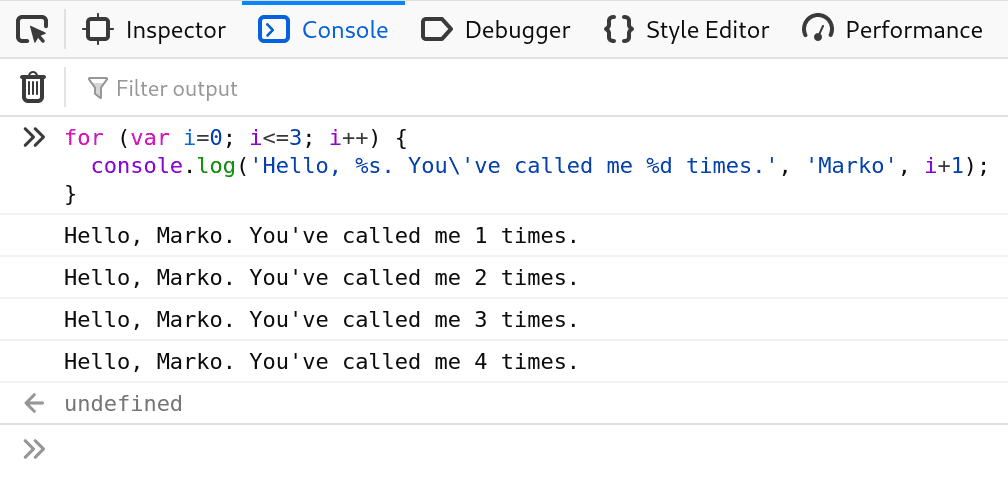 Inspector Console Debugger Style Editor Performance
Filter output
for (var i=0; i<=3; i++) {
  console.log('Hello, %s. You\'ve called me %d times.', 'Marko', i+1);
}
Hello, Marko. You've called me 1 times.
Hello, Marko. You've called me 2 times.
Hello, Marko. You've called me 3 times.
Hello, Marko. You've called me 4 times.
undefined